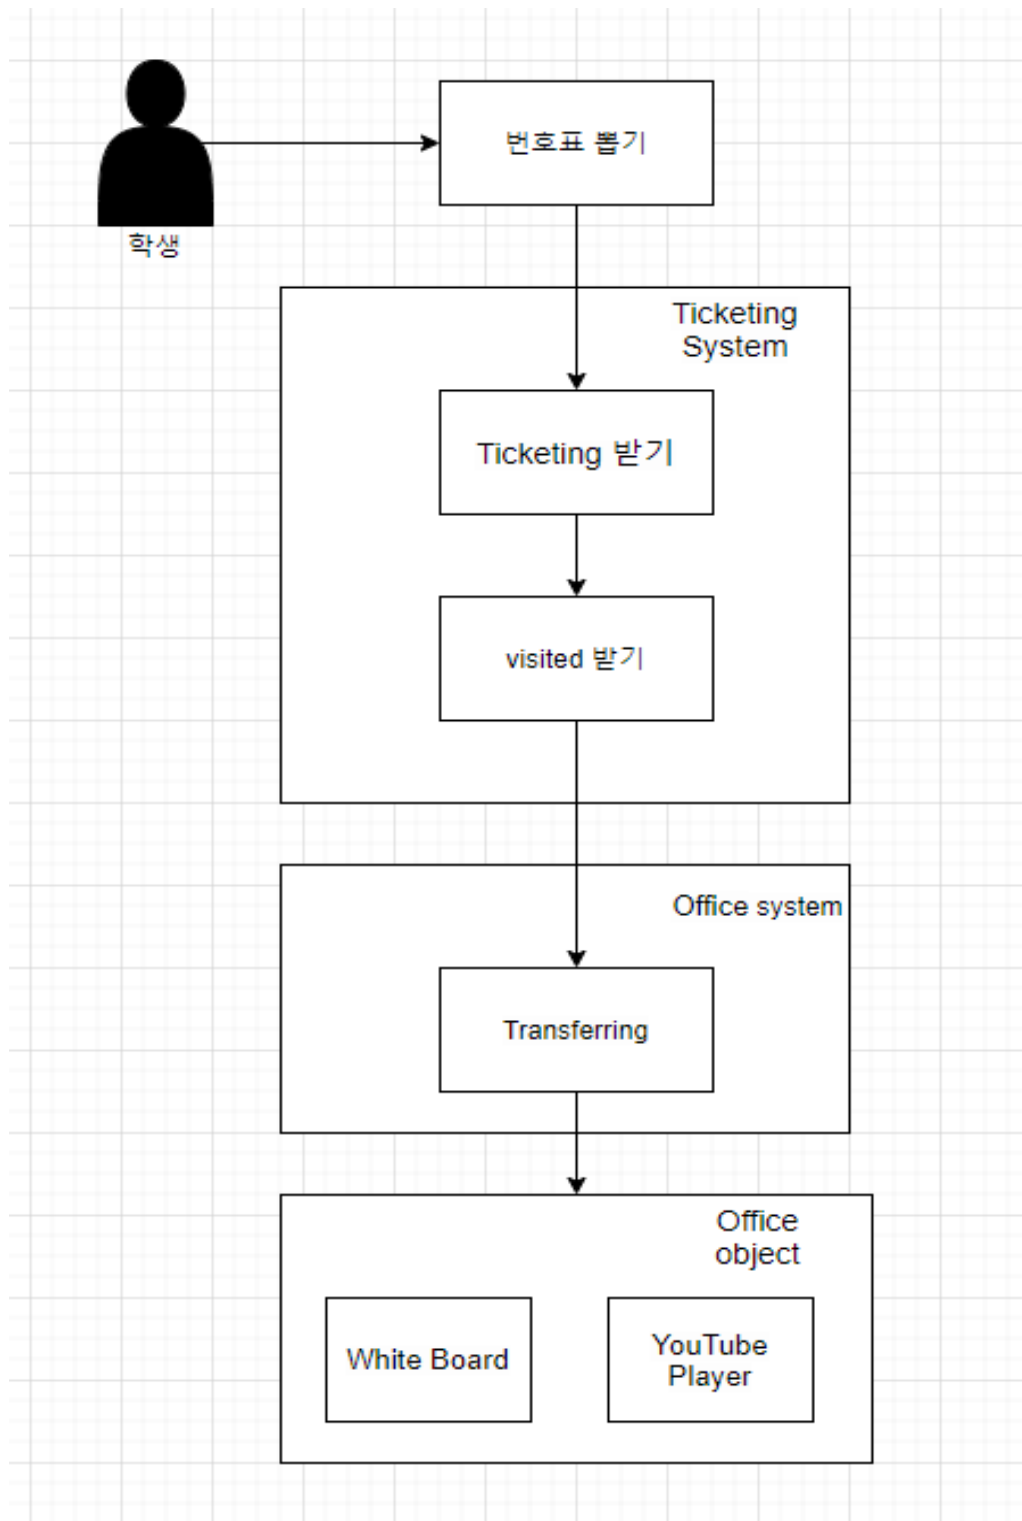 번호표 뽑기
학생
Ticketing
System
Ticketing 받기
visited 받기
Office system
Transferring
Office
object
White Board
YouTube
Player